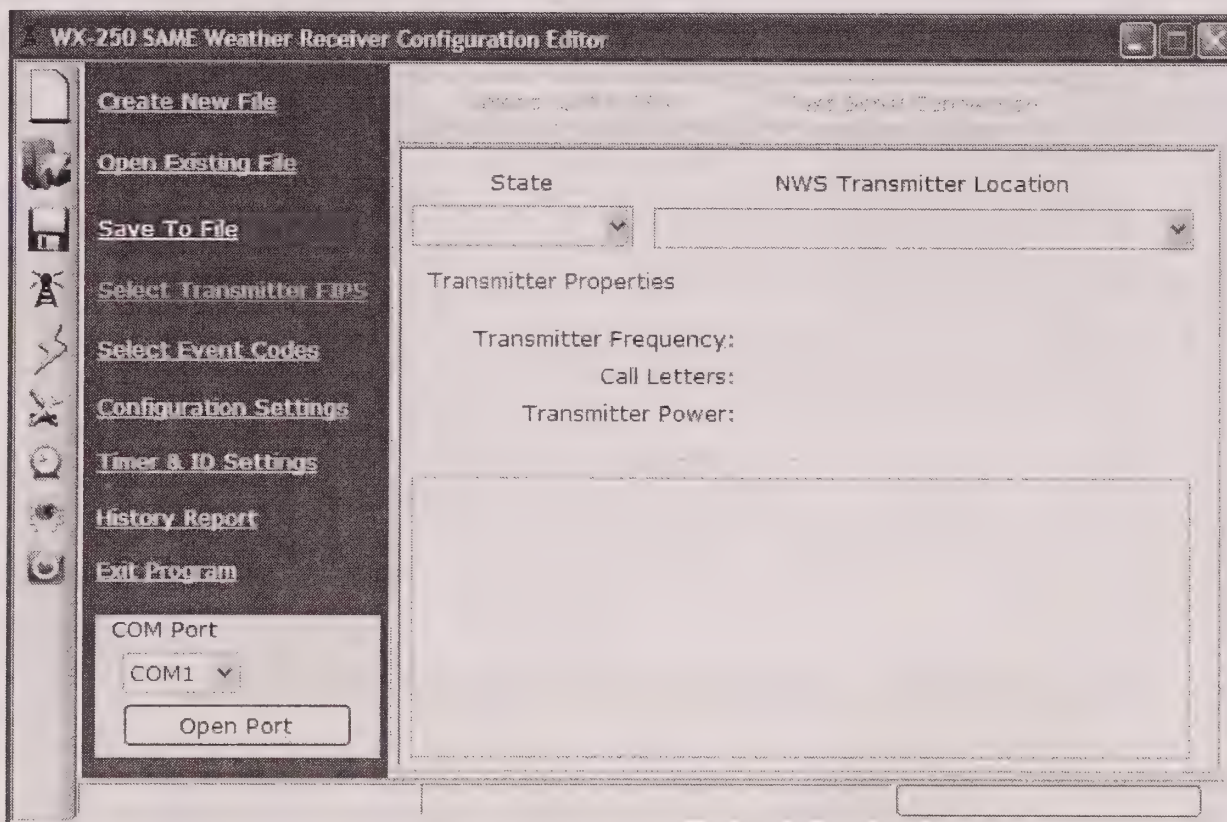 WX-250 SAME Weather Receiver Configuration Editor
Create New File
Open Existing File
Save To File
Select Transmitter FIPS
Select Event Codes
Configuration Settings
Timer & ID Settings
History Report
Exit Program
COM Port
COM1
Open Port
State
NWS Transmitter Location
Transmitter Properties
Transmitter Frequency:
Call Letters:
Transmitter Power: